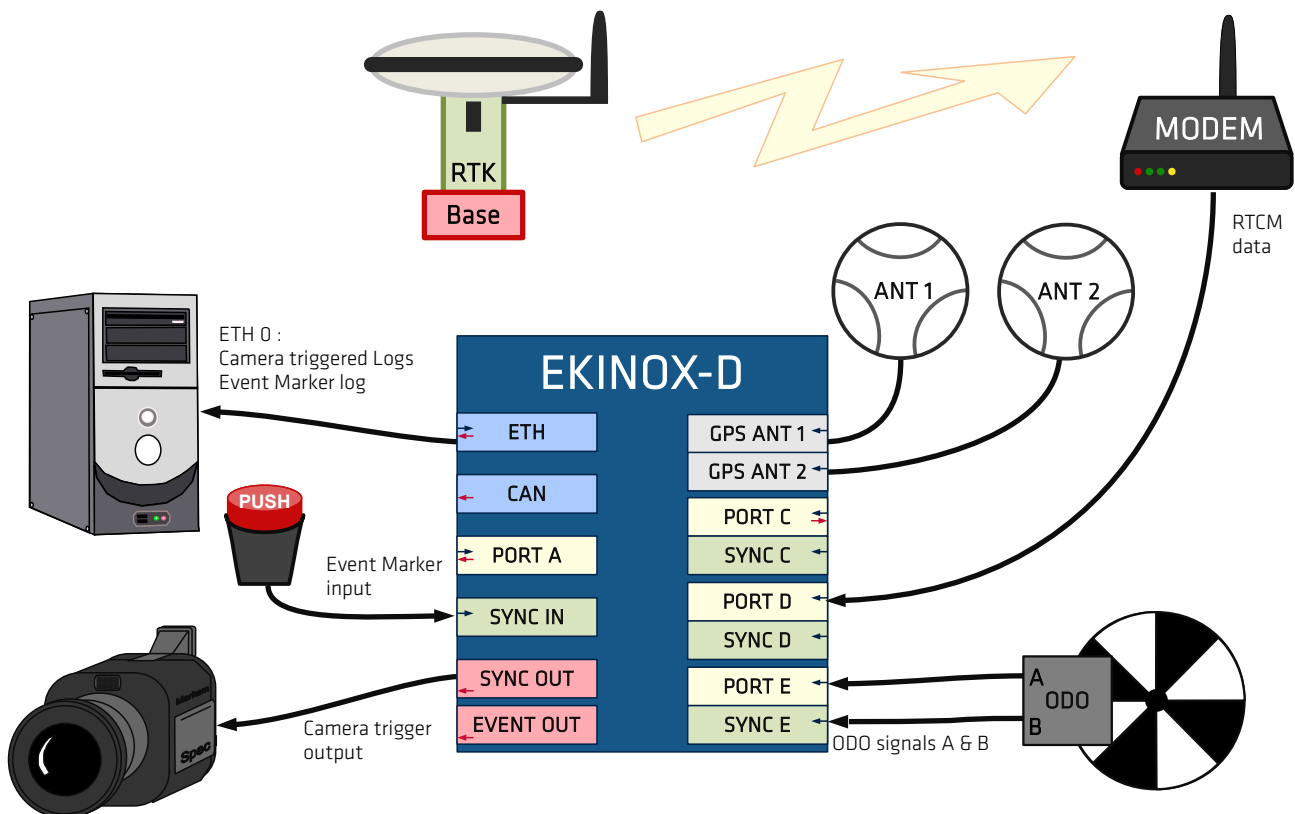 RTK
Base
MODEM
RTCM
data
ANT 1
ANT 2
ETH 0 :
Camera triggered Logs
Event Marker log
EKINOX-D
ETH
CAN
PORT A
SYNC IN
SYNC OUT
EVENT OUT
GPS ANT 1
GPS ANT 2
PORT C
SYNC C
PORT D
SYNC D
PORT E
SYNC E
PUSH
Event Marker
input
Camera trigger
output
Spec
A
ODO
B
ODO signals A & B